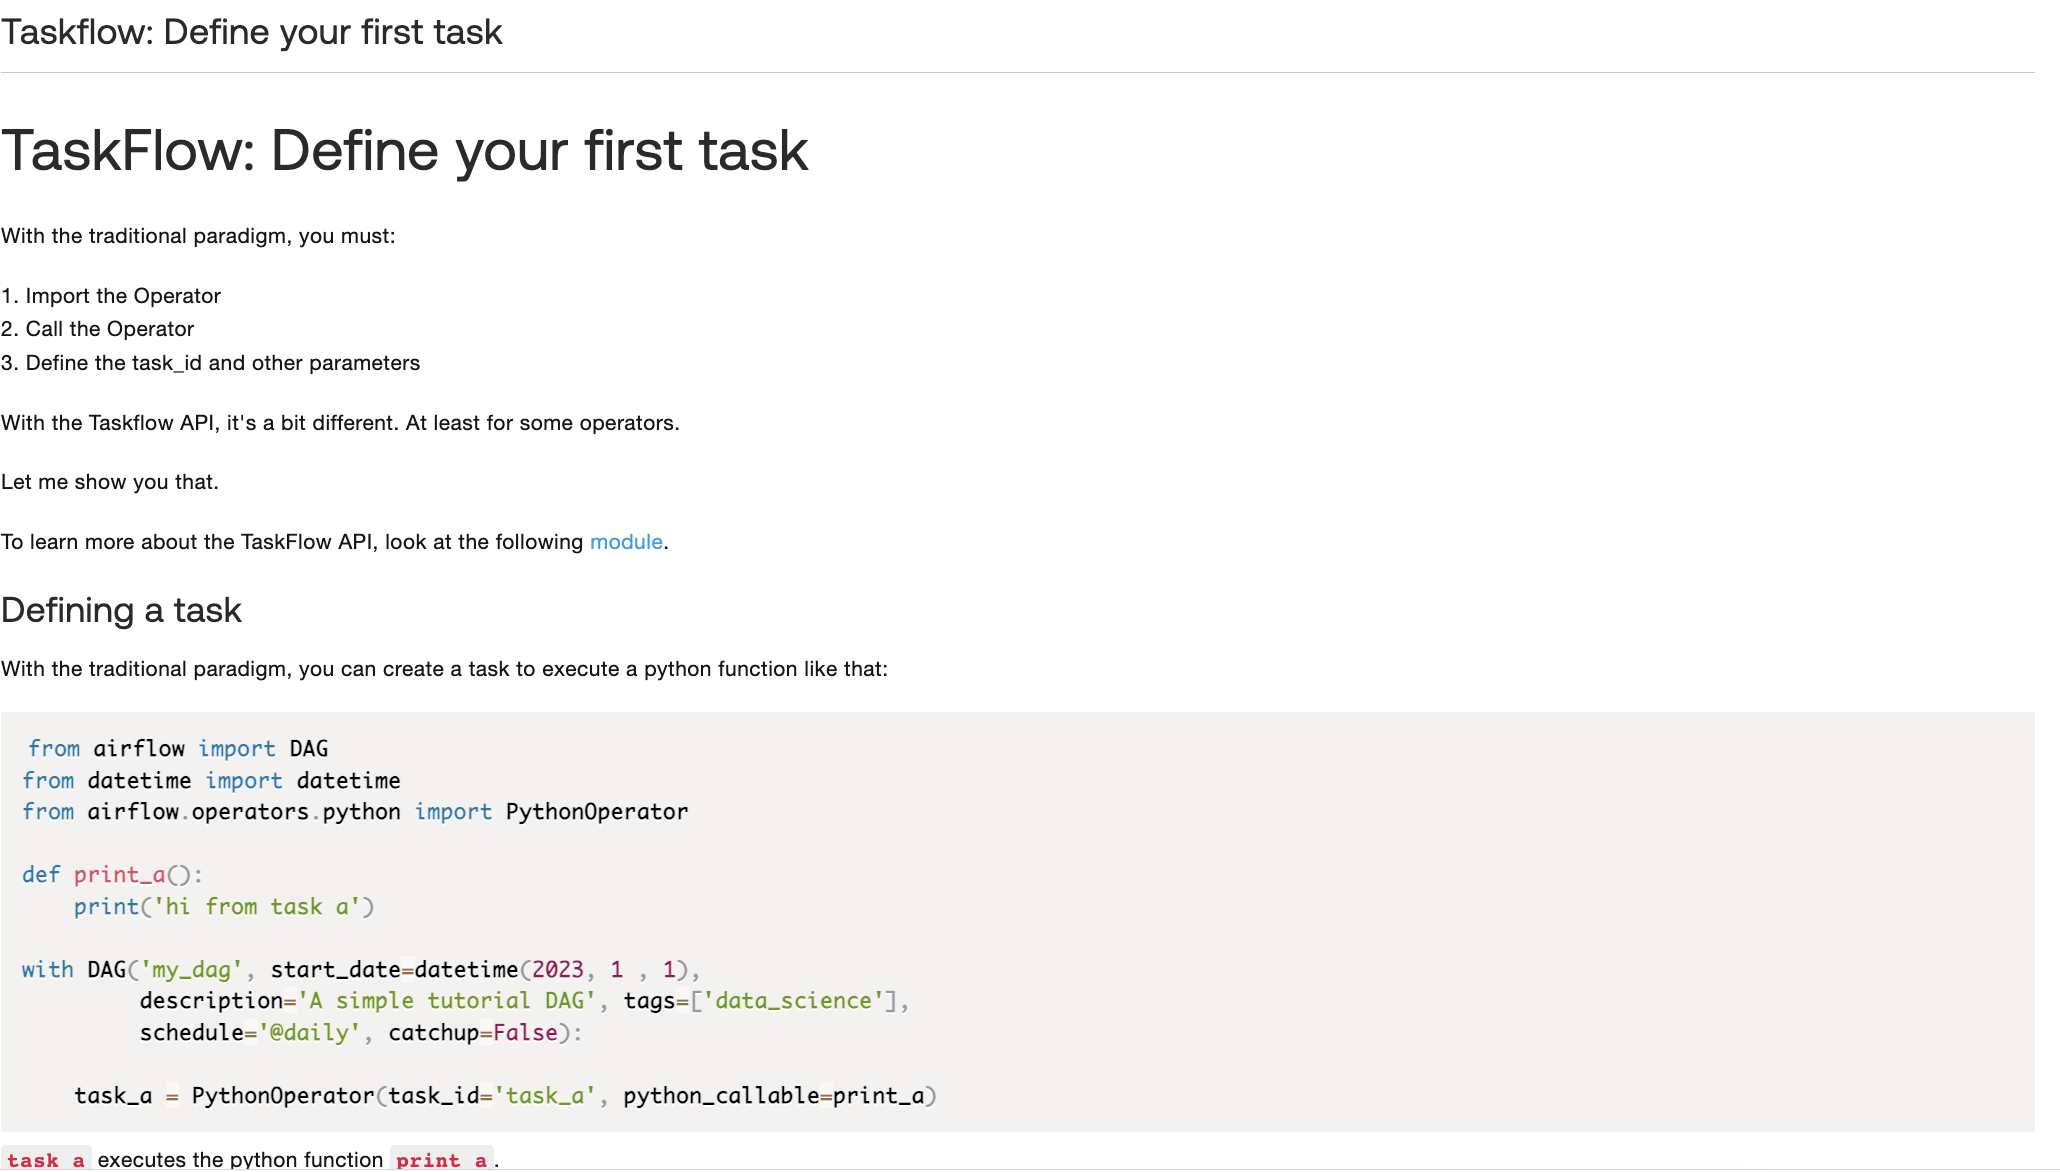 Taskflow: Define your first task
TaskFlow: Define your first task
With the traditional paradigm, you must:
1. Import the Operator
2. Call the Operator
3. Define the task_id and other parameters
With the Taskflow API, it's a bit different. At least for some operators.
Let me show you that.
To learn more about the TaskFlow API, look at the following module.
Defining a task
With the traditional paradigm, you can create a task to execute a python function like that:
from airflow import DAG
from datetime import datetime
from airflow.operators.python import PythonOperator
def print_a():
    print('hi from task a')
with DAG('my_dag', start_date=datetime(2023, 1 , 1),
         description='A simple tutorial DAG', tags=['data_science'],
         schedule='@daily', catchup=False):
    task_a = PythonOperator(task_id='task_a', python_callable=print_a)
task_a executes the python function print_a.